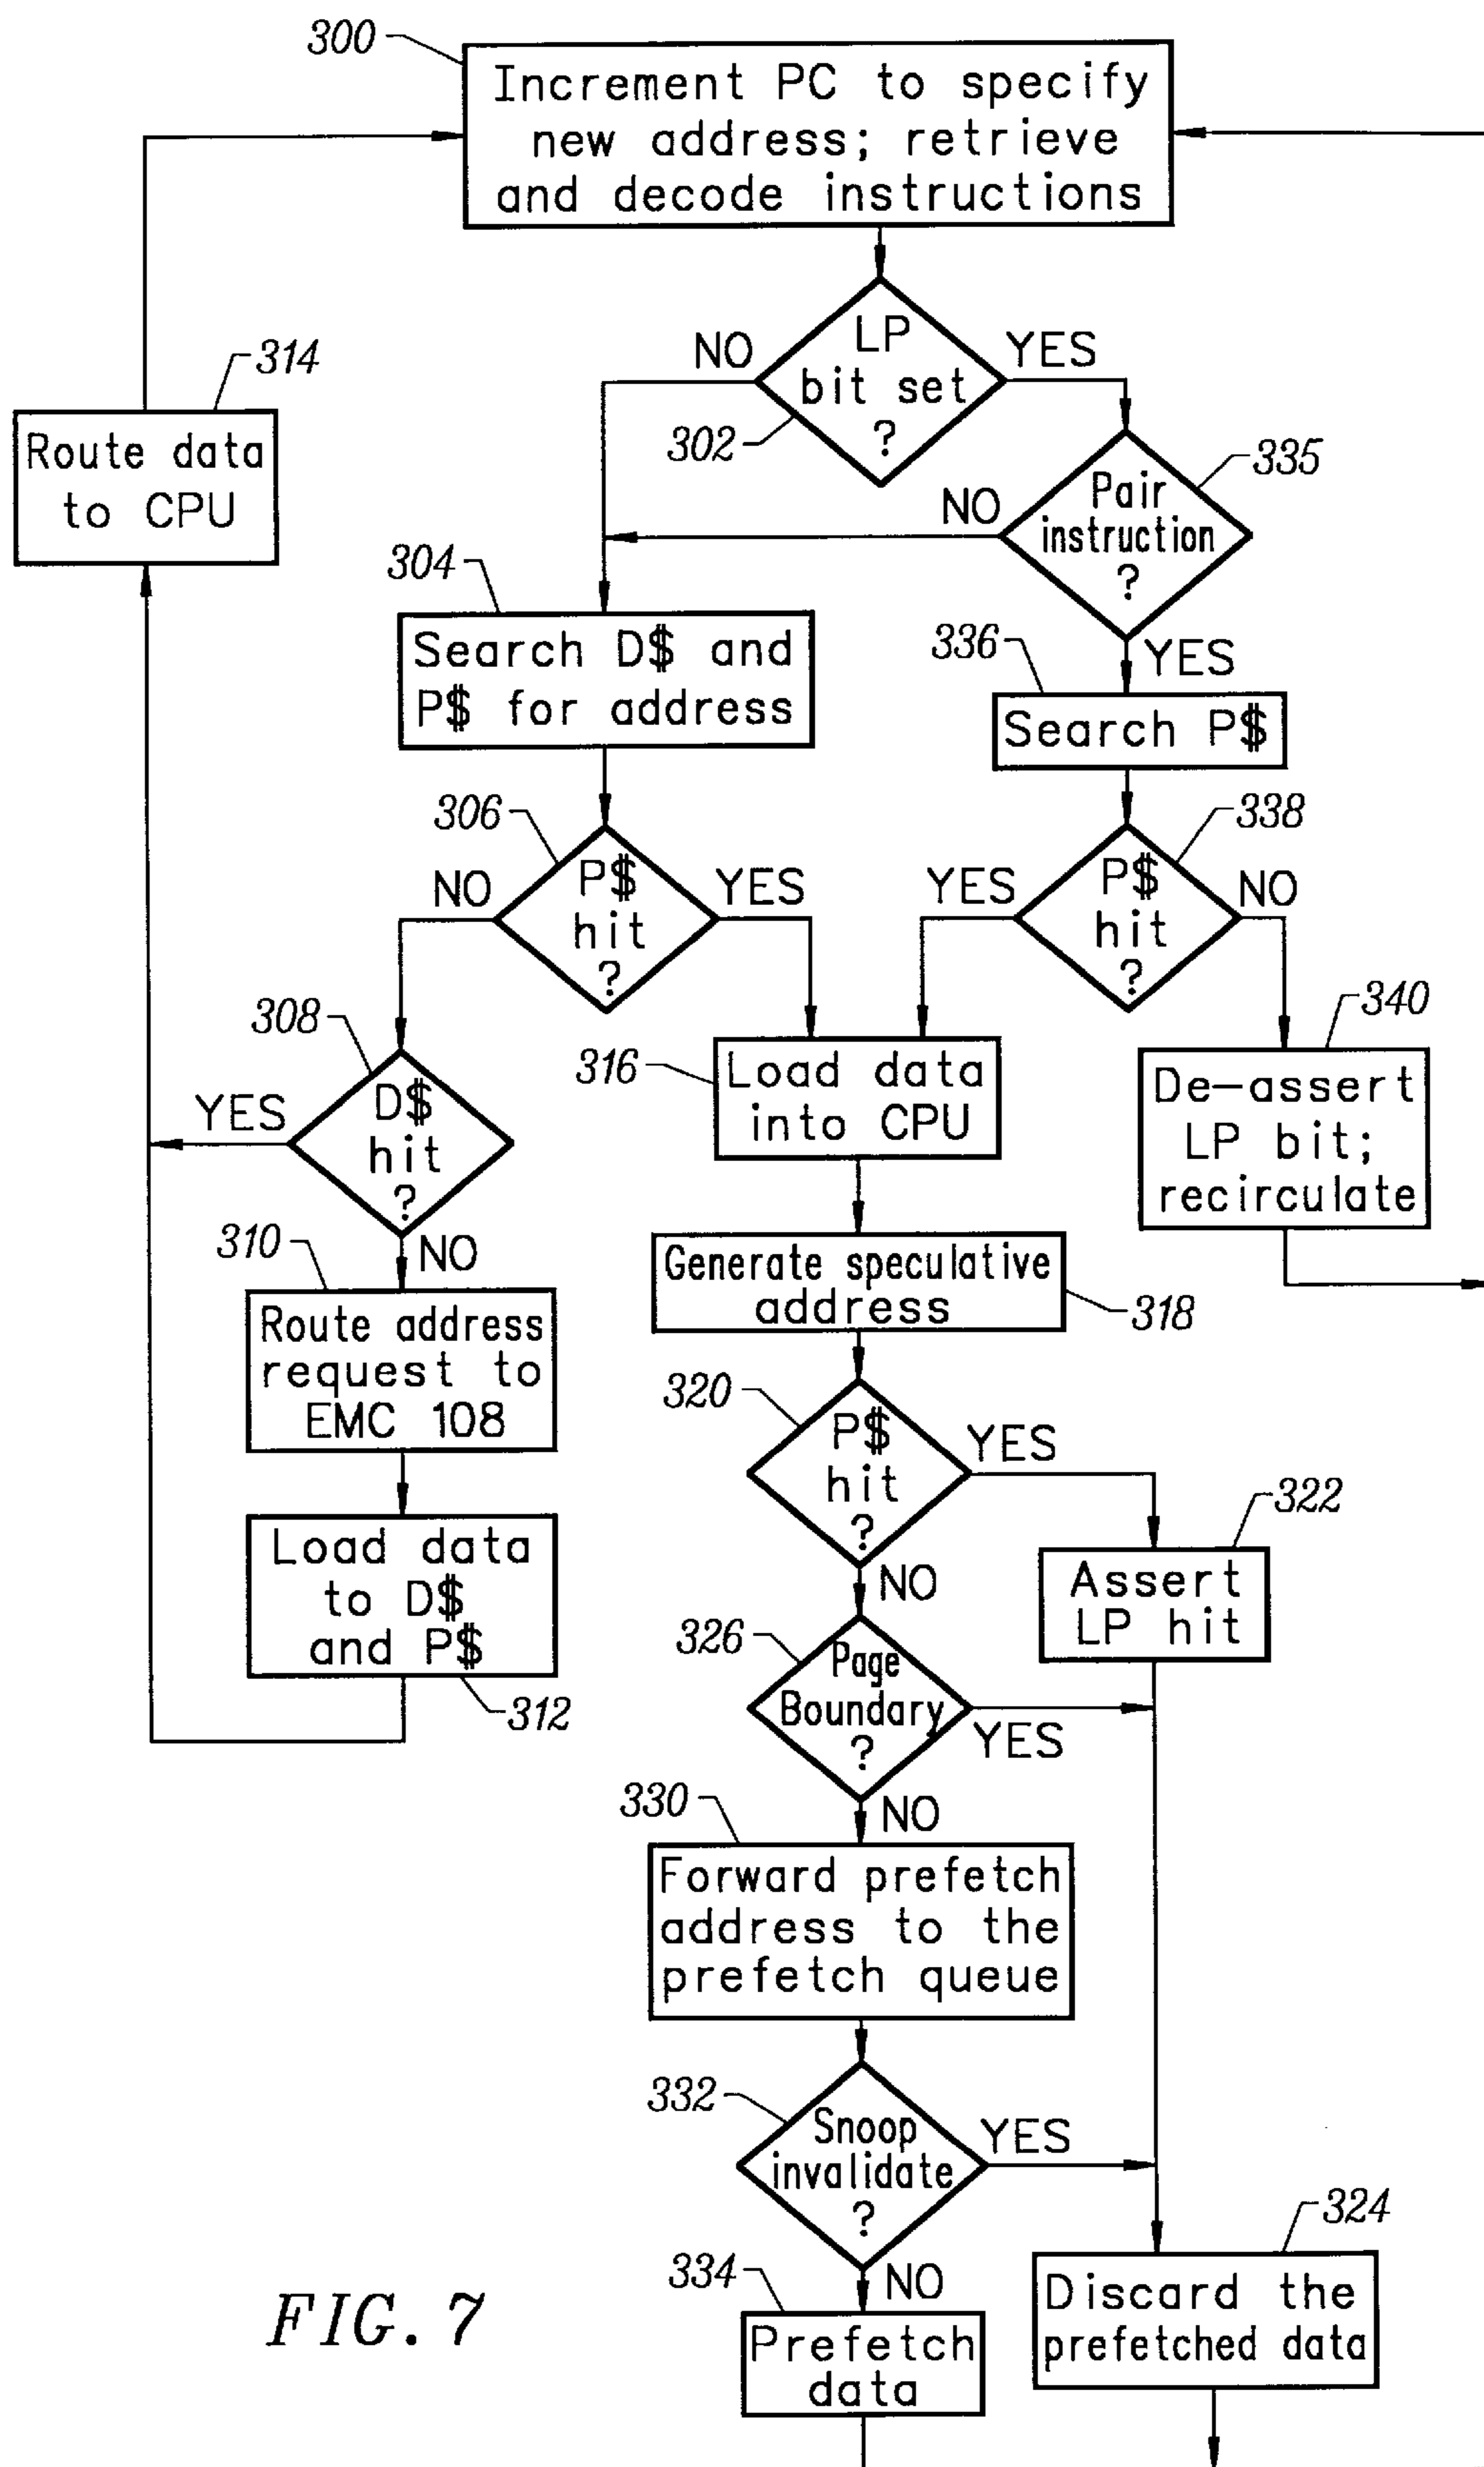 300
Increment PC to specify
new address; retrieve
and decode instructions
314
Route data
to CPU
NO
LP
bit set
?
YES
302
335
Pair
instruction
?
NO
YES
304
Search D$ and
P$ for address
336
Search P$
306
P$
hit
?
NO
YES
338
P$
hit
?
YES
NO
308
D$
hit
?
YES
NO
316
Load data
into CPU
340
De-assert
LP bit;
recirculate
310
Route address
request to
EMC 108
Generate speculative
address
318
320
P$
hit
?
YES
NO
322
Assert
LP hit
Load data
to D$
and P$
312
326
Page
Boundary
?
YES
NO
330
Forward prefetch
address to the
prefetch queue
332
Snoop
invalidate
?
YES
NO
324
Discard the
prefetched data
334
Prefetch
data
FIG. 7